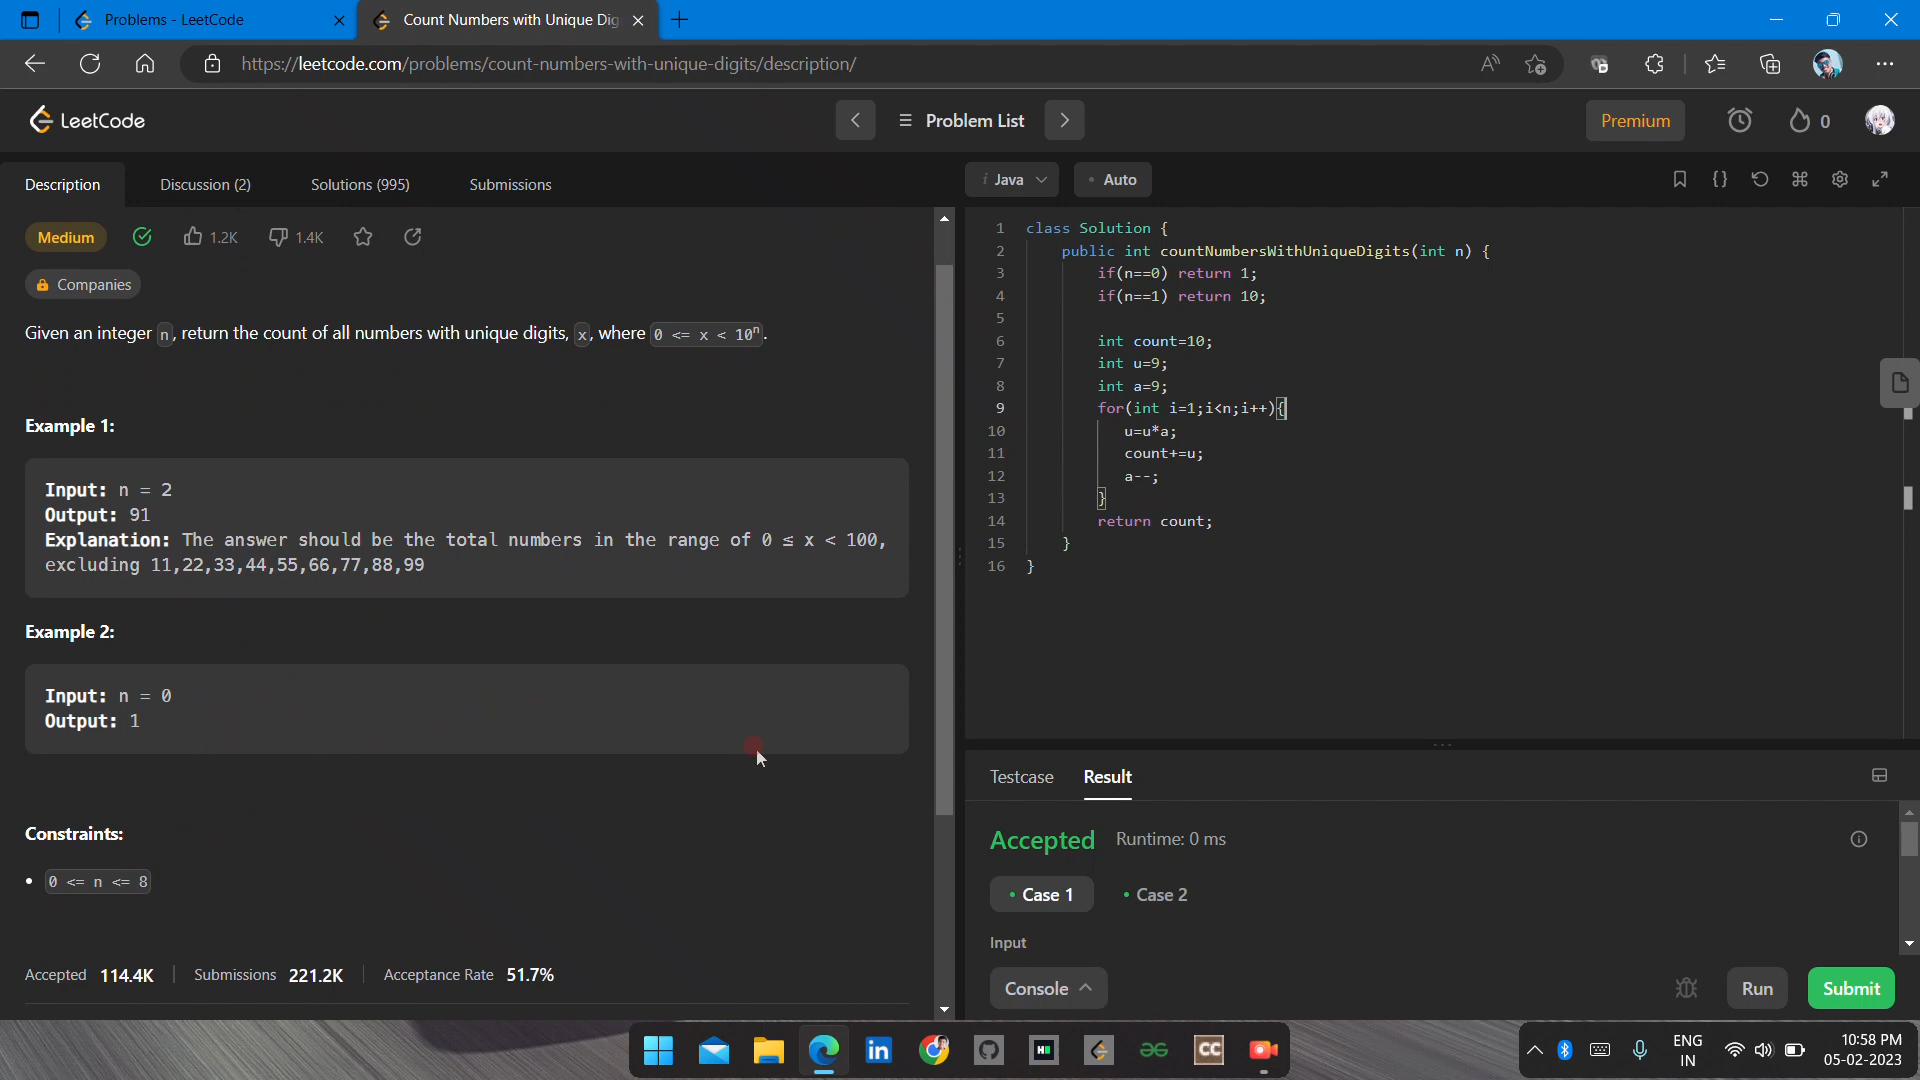 Problems - LeetCode
Count Numbers with Unique Dig
https://leetcode.com/problems/count-numbers-with-unique-digits/description/
LeetCode
Problem List
Premium
0
Description
Discussion (2)
Solutions (995)
Submissions
i Java
Auto
Medium
1.2K
1.4K
Companies
Given an integer n, return the count of all numbers with unique digits, x, where 0 <= x < 10ⁿ.
Example 1:
Input: n = 2
Output: 91
Explanation: The answer should be the total numbers in the range of 0 ≤ x < 100,
excluding 11,22,33,44,55,66,77,88,99
Example 2:
Input: n = 0
Output: 1
Constraints:
0 <= n <= 8
Accepted 114.4K
Submissions 221.2K
Acceptance Rate 51.7%
1 class Solution {
2 public int countNumbersWithUniqueDigits(int n) {
3 if(n==0) return 1;
4 if(n==1) return 10;
5
6 int count=10;
7 int u=9;
8 int a=9;
9 for(int i=1;i<n;i++){
10 u=u*a;
11 count+=u;
12 a--;
13 }
14 return count;
15 }
16 }
Testcase
Result
Accepted Runtime: 0 ms
Case 1
Case 2
Input
Console
Run
Submit
in
H
GG
CC
ENG
IN
10:58 PM
05-02-2023